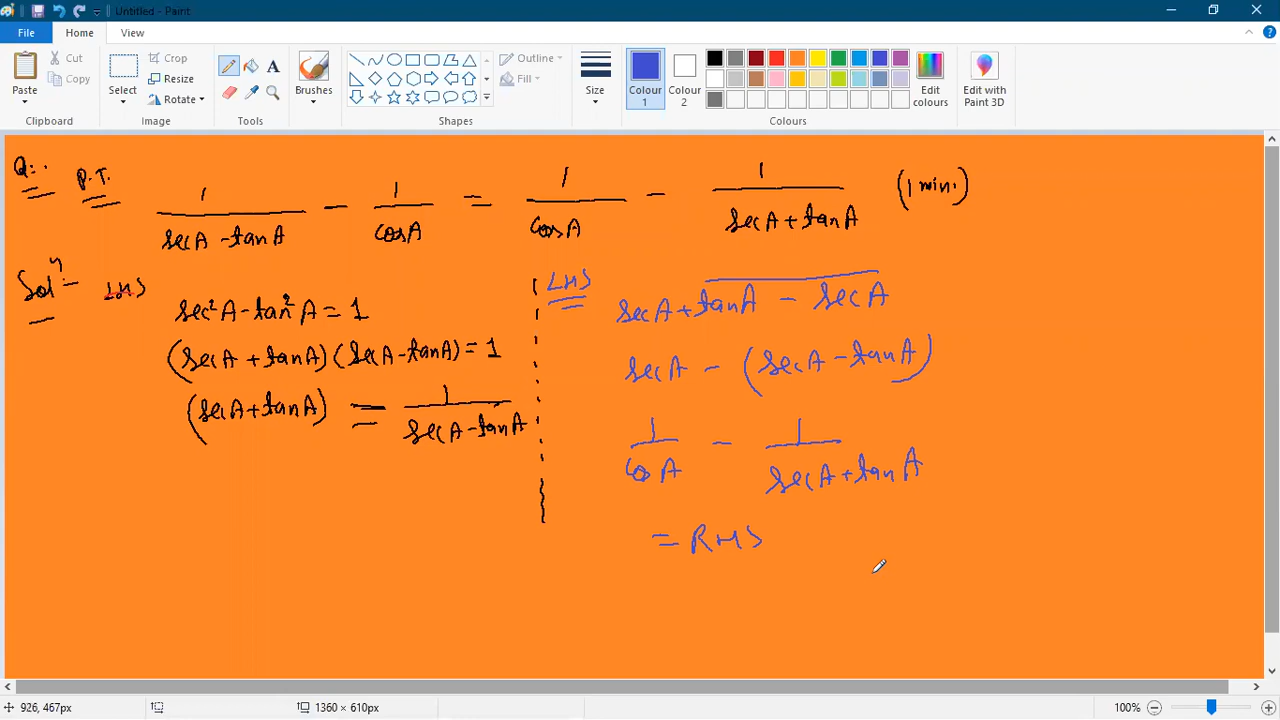 Untitled - Paint
File Home View
Paste
Cut
Copy
Clipboard
Select
Crop
Resize
Rotate
Image
Tools
Brushes
Outline
Fill
Shapes
Size
Colour 1
Colour 2
Edit colours
Edit with Paint 3D
Colours
Q:. P.T. 1/(secA - tanA) - 1/cosA = 1/cosA - 1/(secA + tanA) (1 min.)
Solⁿ- LHS
sec²A - tan²A = 1
(secA + tanA)(secA - tanA) = 1
(secA + tanA) = 1/(secA - tanA)
LHS
secA + tanA - secA
secA - (secA - tanA)
1/cosA - 1/(secA + tanA)
= RHS
926, 467px
1360 × 610px
100%